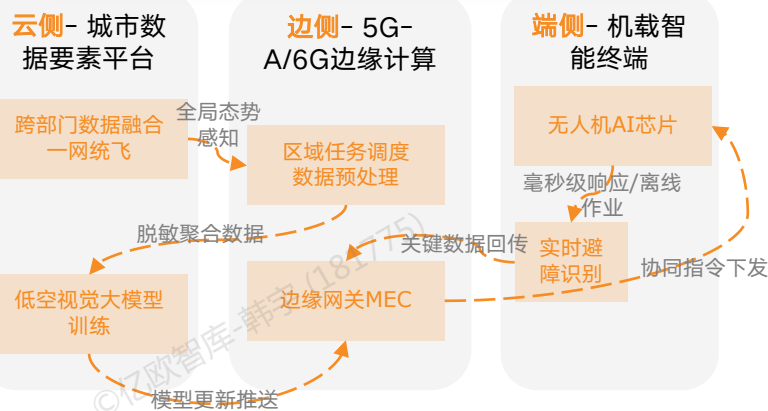 云侧- 城市数
据要素平台
边侧- 5G-
A/6G边缘计算
端侧- 机载智
能终端
跨部门数据融合
一网统飞
全局态势
感知
区域任务调度
数据预处理
无人机AI芯片
毫秒级响应/离线
作业
脱敏聚合数据
关键数据回传
实时避
障识别
协同指令下发
低空视觉大模型
训练
边缘网关MEC
模型更新推送
©亿欧智库-韩宇 (181775)